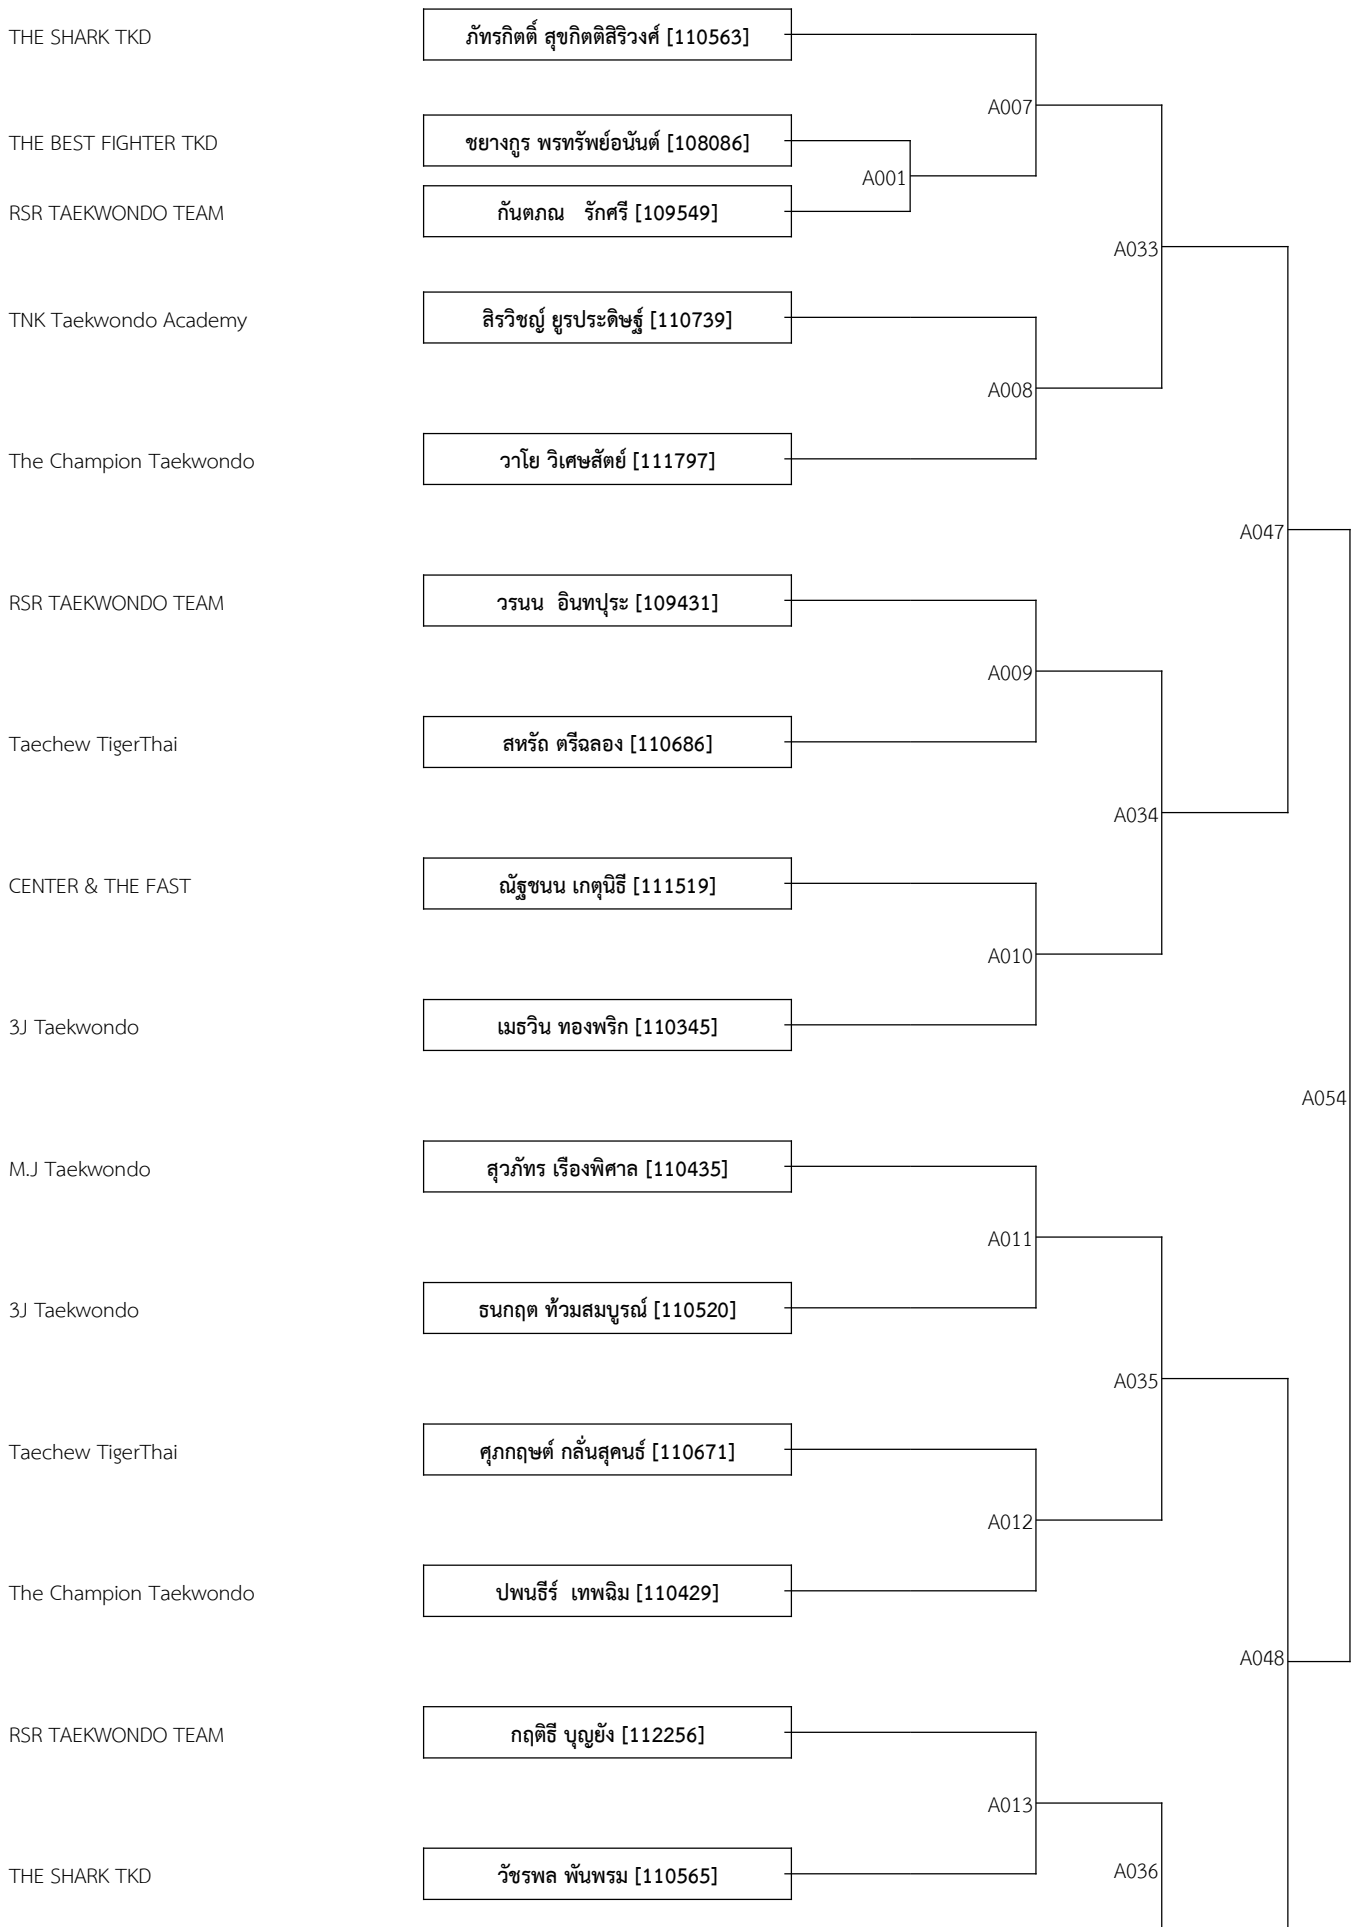 THE SHARK TKD ภัทรกิตติ์ สุขกิตติสิริวงศ์ [110563]
A007
THE BEST FIGHTER TKD ชยางกูร พรทรัพย์อนันต์ [108086]
A001
RSR TAEKWONDO TEAM กันตภณ รักศรี [109549]
A033
TNK Taekwondo Academy สิรวิชญ์ ยูรประดิษฐ์ [110739]
A008
The Champion Taekwondo วาโย วิเศษสัตย์ [111797]
A047
RSR TAEKWONDO TEAM วรนน อินทปุระ [109431]
A009
Taechew TigerThai สหรัถ ตรีฉลอง [110686]
A034
CENTER & THE FAST ณัฐชนน เกตุนิธี [111519]
A010
3J Taekwondo เมธวิน ทองพริก [110345]
A054
M.J Taekwondo สุวภัทร เรืองพิศาล [110435]
A011
3J Taekwondo ธนกฤต ท้วมสมบูรณ์ [110520]
A035
Taechew TigerThai ศุภกฤษต์ กลั่นสุคนธ์ [110671]
A012
The Champion Taekwondo ปพนธีร์ เทพฉิม [110429]
A048
RSR TAEKWONDO TEAM กฤติธี บุญยัง [112256]
A013
THE SHARK TKD วัชรพล พันพรม [110565]
A036